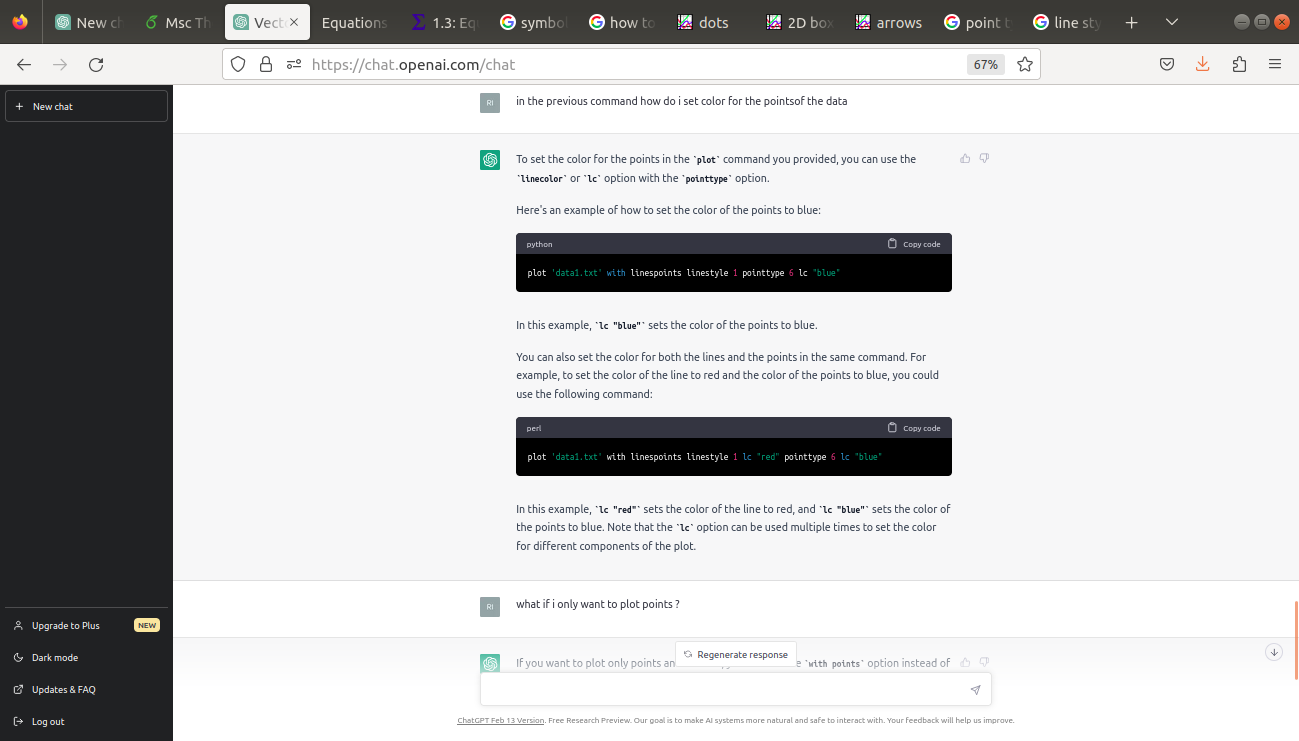 New ch
Msc Th
Vect
Equations
1.3: Eq
symbol
how to
dots
2D box
arrows
point t
line sty
https://chat.openai.com/chat
67%
New chat
RI
in the previous command how do i set color for the pointsof the data
To set the color for the points in the `plot` command you provided, you can use the
`linecolor` or `lc` option with the `pointtype` option.
Here's an example of how to set the color of the points to blue:
python
Copy code
plot 'data1.txt' with linespoints linestyle 1 pointtype 6 lc "blue"
In this example, `lc "blue"` sets the color of the points to blue.
You can also set the color for both the lines and the points in the same command. For
example, to set the color of the line to red and the color of the points to blue, you could
use the following command:
perl
Copy code
plot 'data1.txt' with linespoints linestyle 1 lc "red" pointtype 6 lc "blue"
In this example, `lc "red"` sets the color of the line to red, and `lc "blue"` sets the color of
the points to blue. Note that the `lc` option can be used multiple times to set the color
for different components of the plot.
RI
what if i only want to plot points ?
If you want to plot only points an
`with points` option instead of
Regenerate response
Upgrade to Plus
NEW
Dark mode
Updates & FAQ
Log out
ChatGPT Feb 13 Version. Free Research Preview. Our goal is to make AI systems more natural and safe to interact with. Your feedback will help us improve.